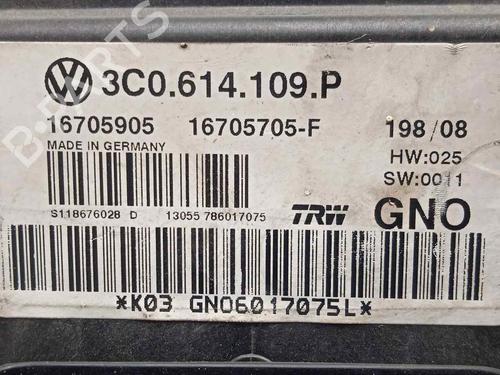 3C0.614.109.P
16705905 16705705-F 198/08
MADE IN GERMANY HW:025
SW:0011
S118676028 D 13055 786017075 TRW GNO
*K03 GNO6017075L*
B-PARTS